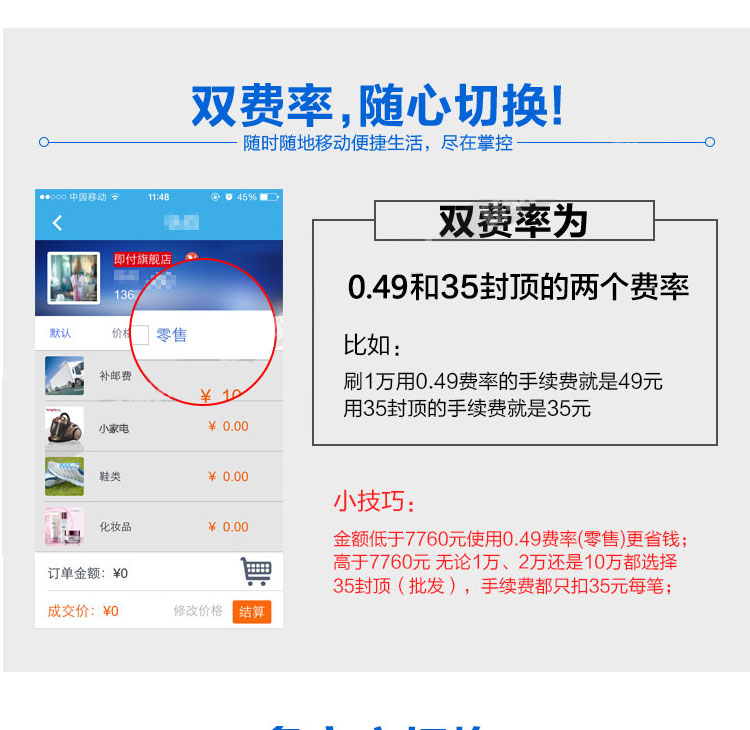 双费率,随心切换!
随时随地移动便捷生活，尽在掌控
中国移动
11:48
45%
即付旗舰店
136
默认
价格
零售
补邮费
¥ 10
小家电
¥ 0.00
鞋类
¥ 0.00
化妆品
¥ 0.00
订单金额：¥0
成交价：¥0
修改价格
结算
双费率为
0.49和35封顶的两个费率
比如：
刷1万用0.49费率的手续费就是49元
用35封顶的手续费就是35元
小技巧：
金额低于7760元使用0.49费率(零售)更省钱；
高于7760元 无论1万、2万还是10万都选择
35封顶（批发），手续费都只扣35元每笔；